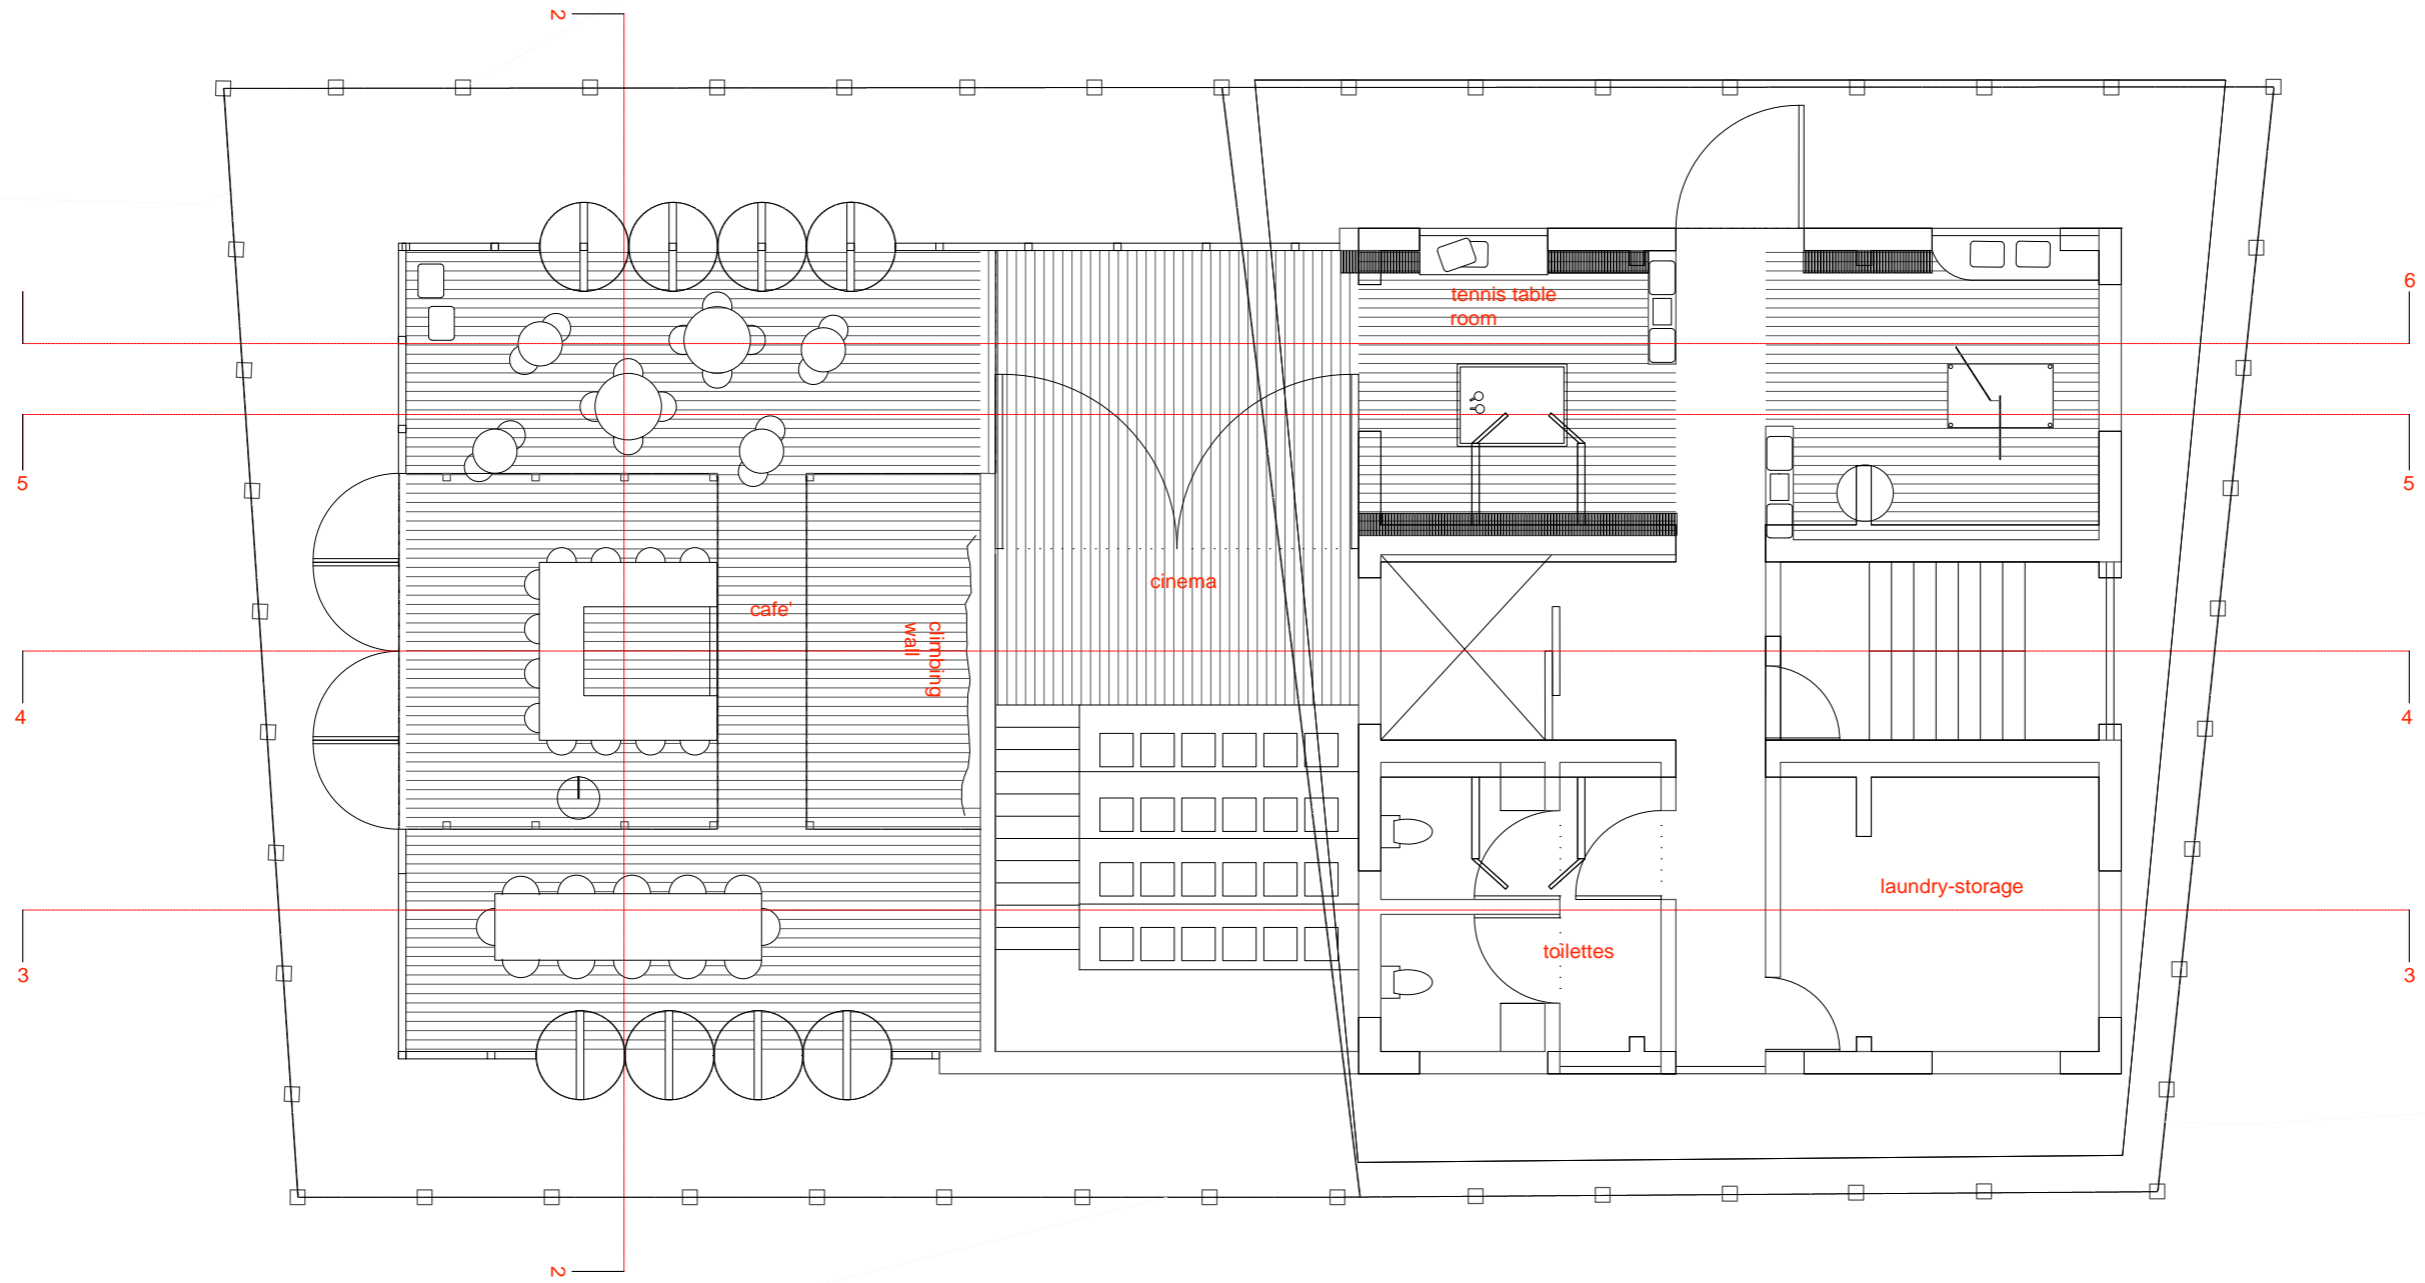 2
6
tennis table
room
5
5
cinema
cafe'
climbing
wall
4
4
laundry-storage
toilettes
3
3
2